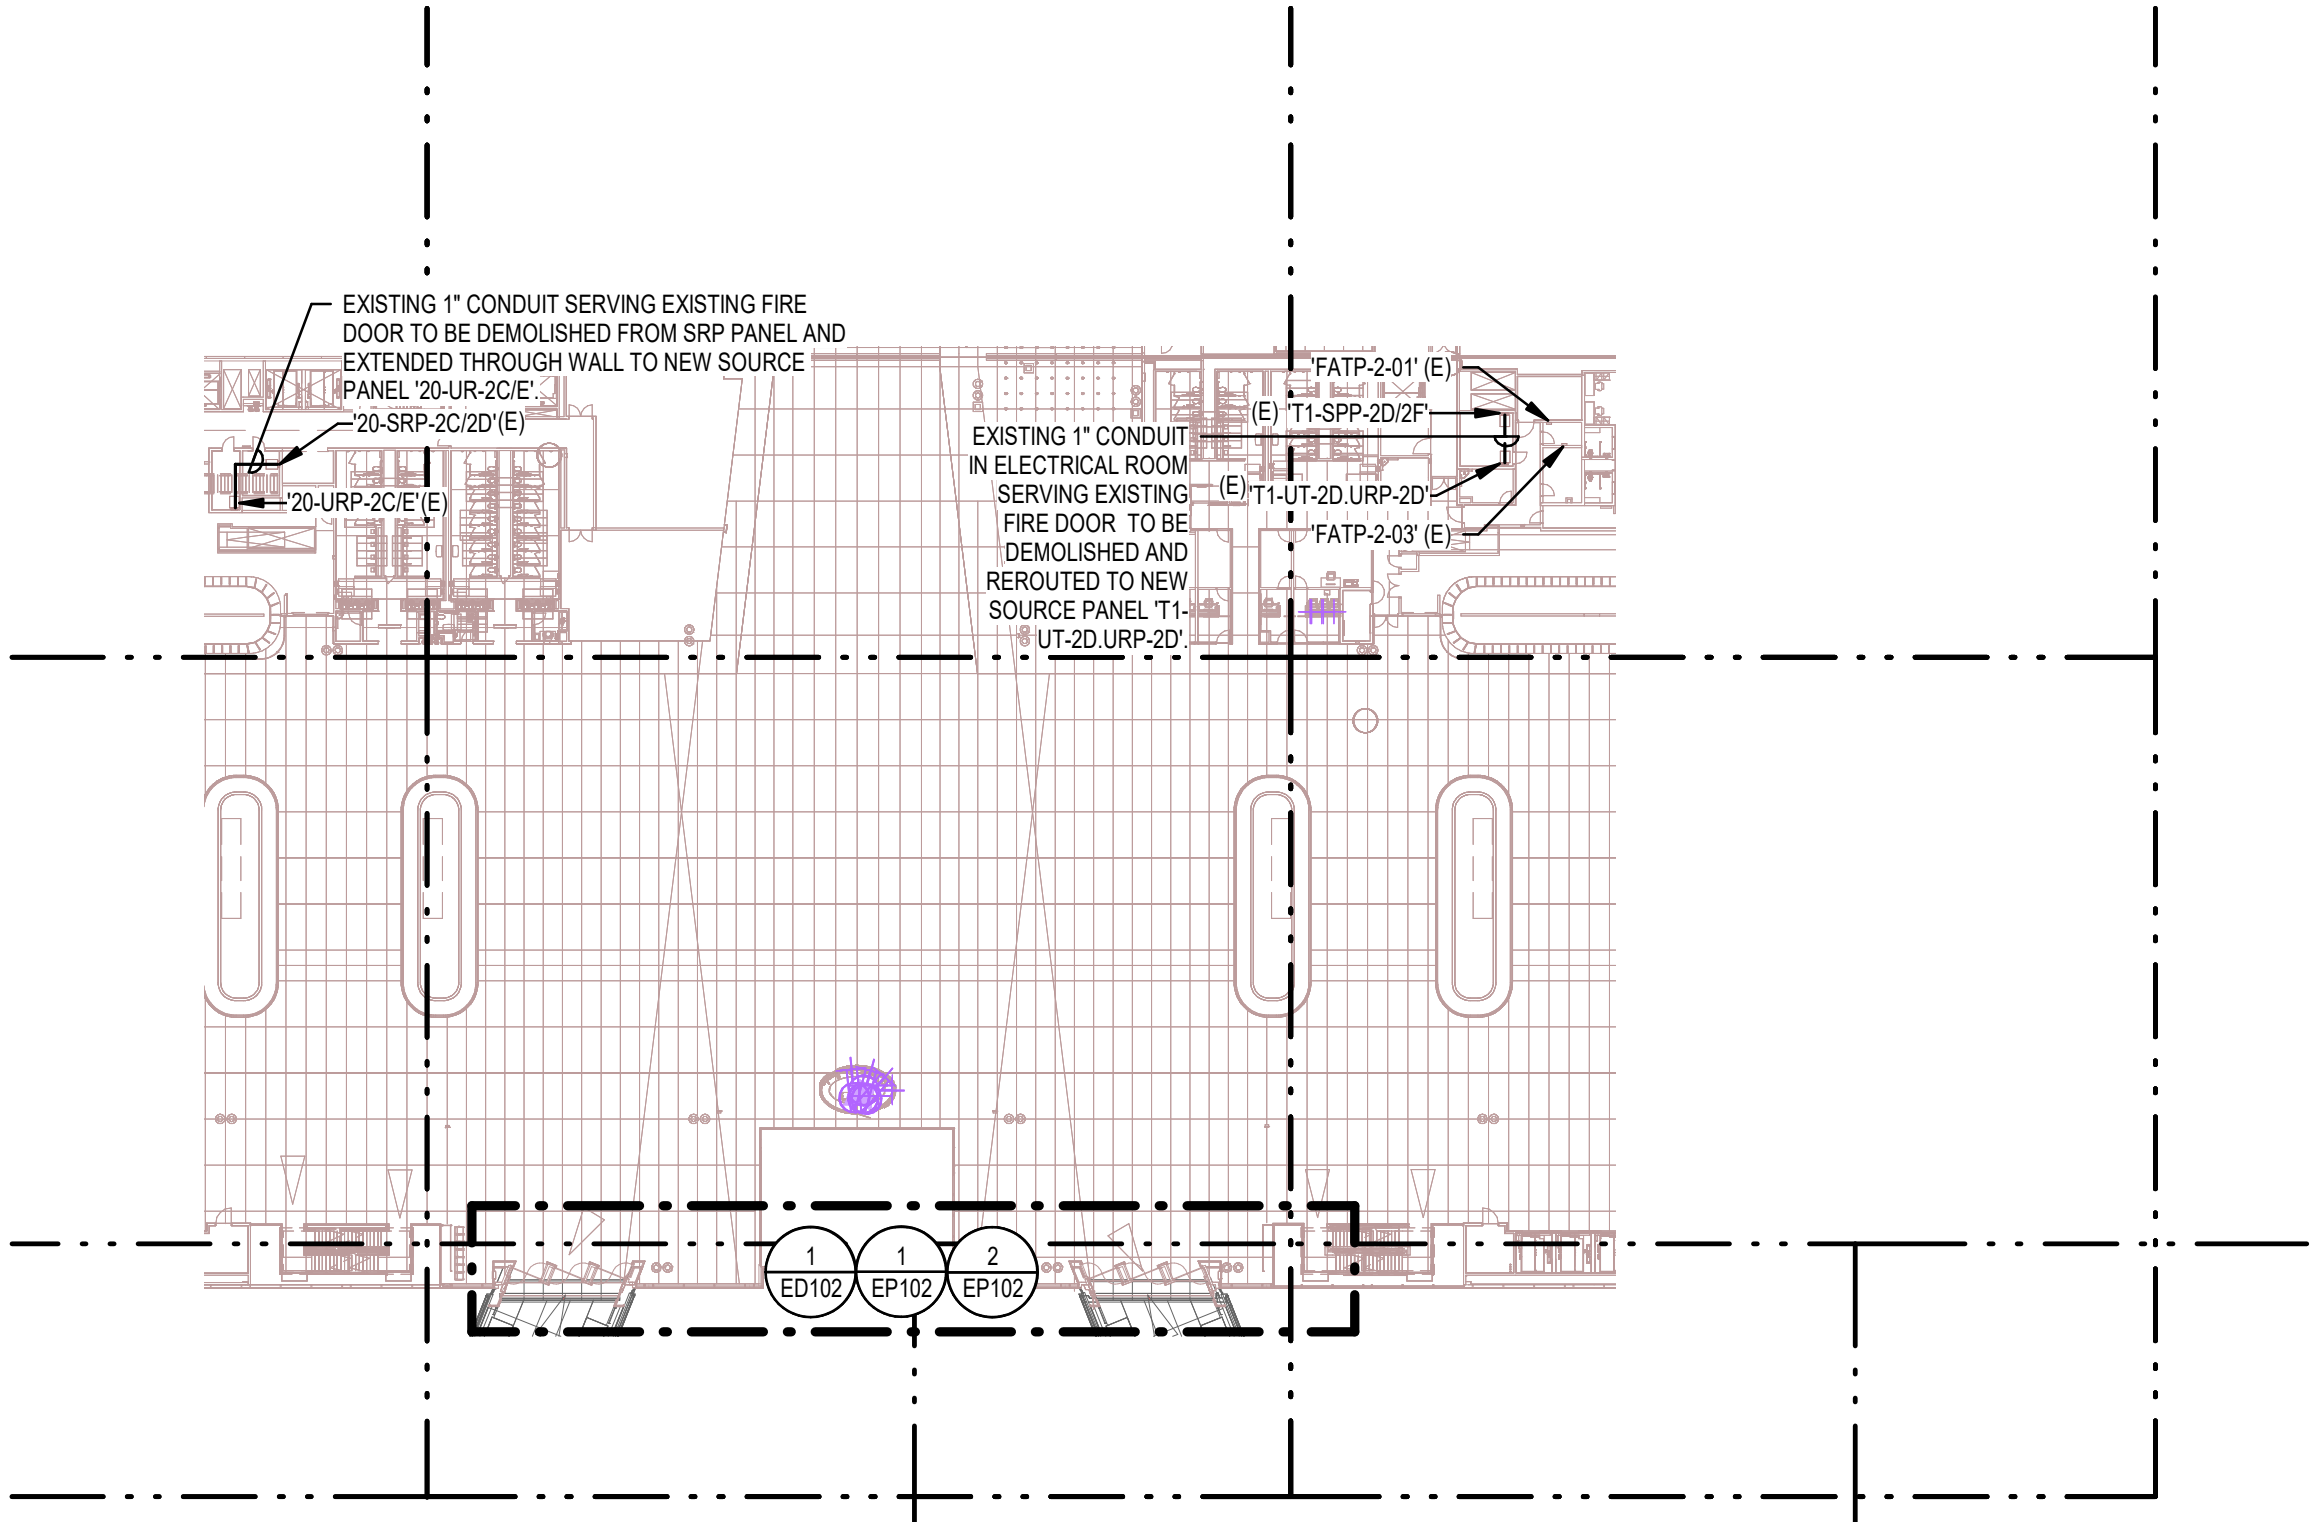 EXISTING 1" CONDUIT SERVING EXISTING FIRE
DOOR TO BE DEMOLISHED FROM SRP PANEL AND
EXTENDED THROUGH WALL TO NEW SOURCE
PANEL '20-UR-2C/E'.
'20-SRP-2C/2D'(E)
'20-URP-2C/E'(E)
'FATP-2-01' (E)
(E) 'T1-SPP-2D/2F'
EXISTING 1" CONDUIT
IN ELECTRICAL ROOM
SERVING EXISTING
FIRE DOOR TO BE
DEMOLISHED AND
REROUTED TO NEW
SOURCE PANEL 'T1-
UT-2D.URP-2D'.
(E) 'T1-UT-2D.URP-2D'
'FATP-2-03' (E)
1
ED102
1
EP102
2
EP102